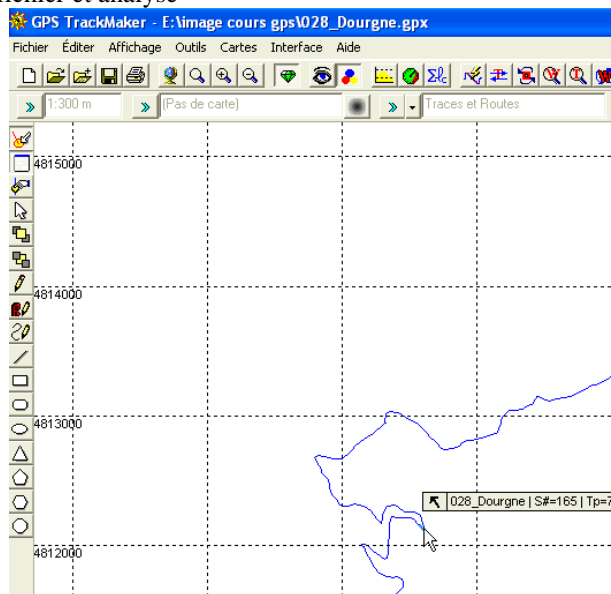 GPS TrackMaker - E:\image cours gps\028_Dourgne.gpx
Fichier Éditer Affichage Outils Cartes Interface Aide
1:300 m (Pas de carte) Traces et Routes
4815000
4814000
4813000
028_Dourgne | S#=165 | Tp=7
4812000